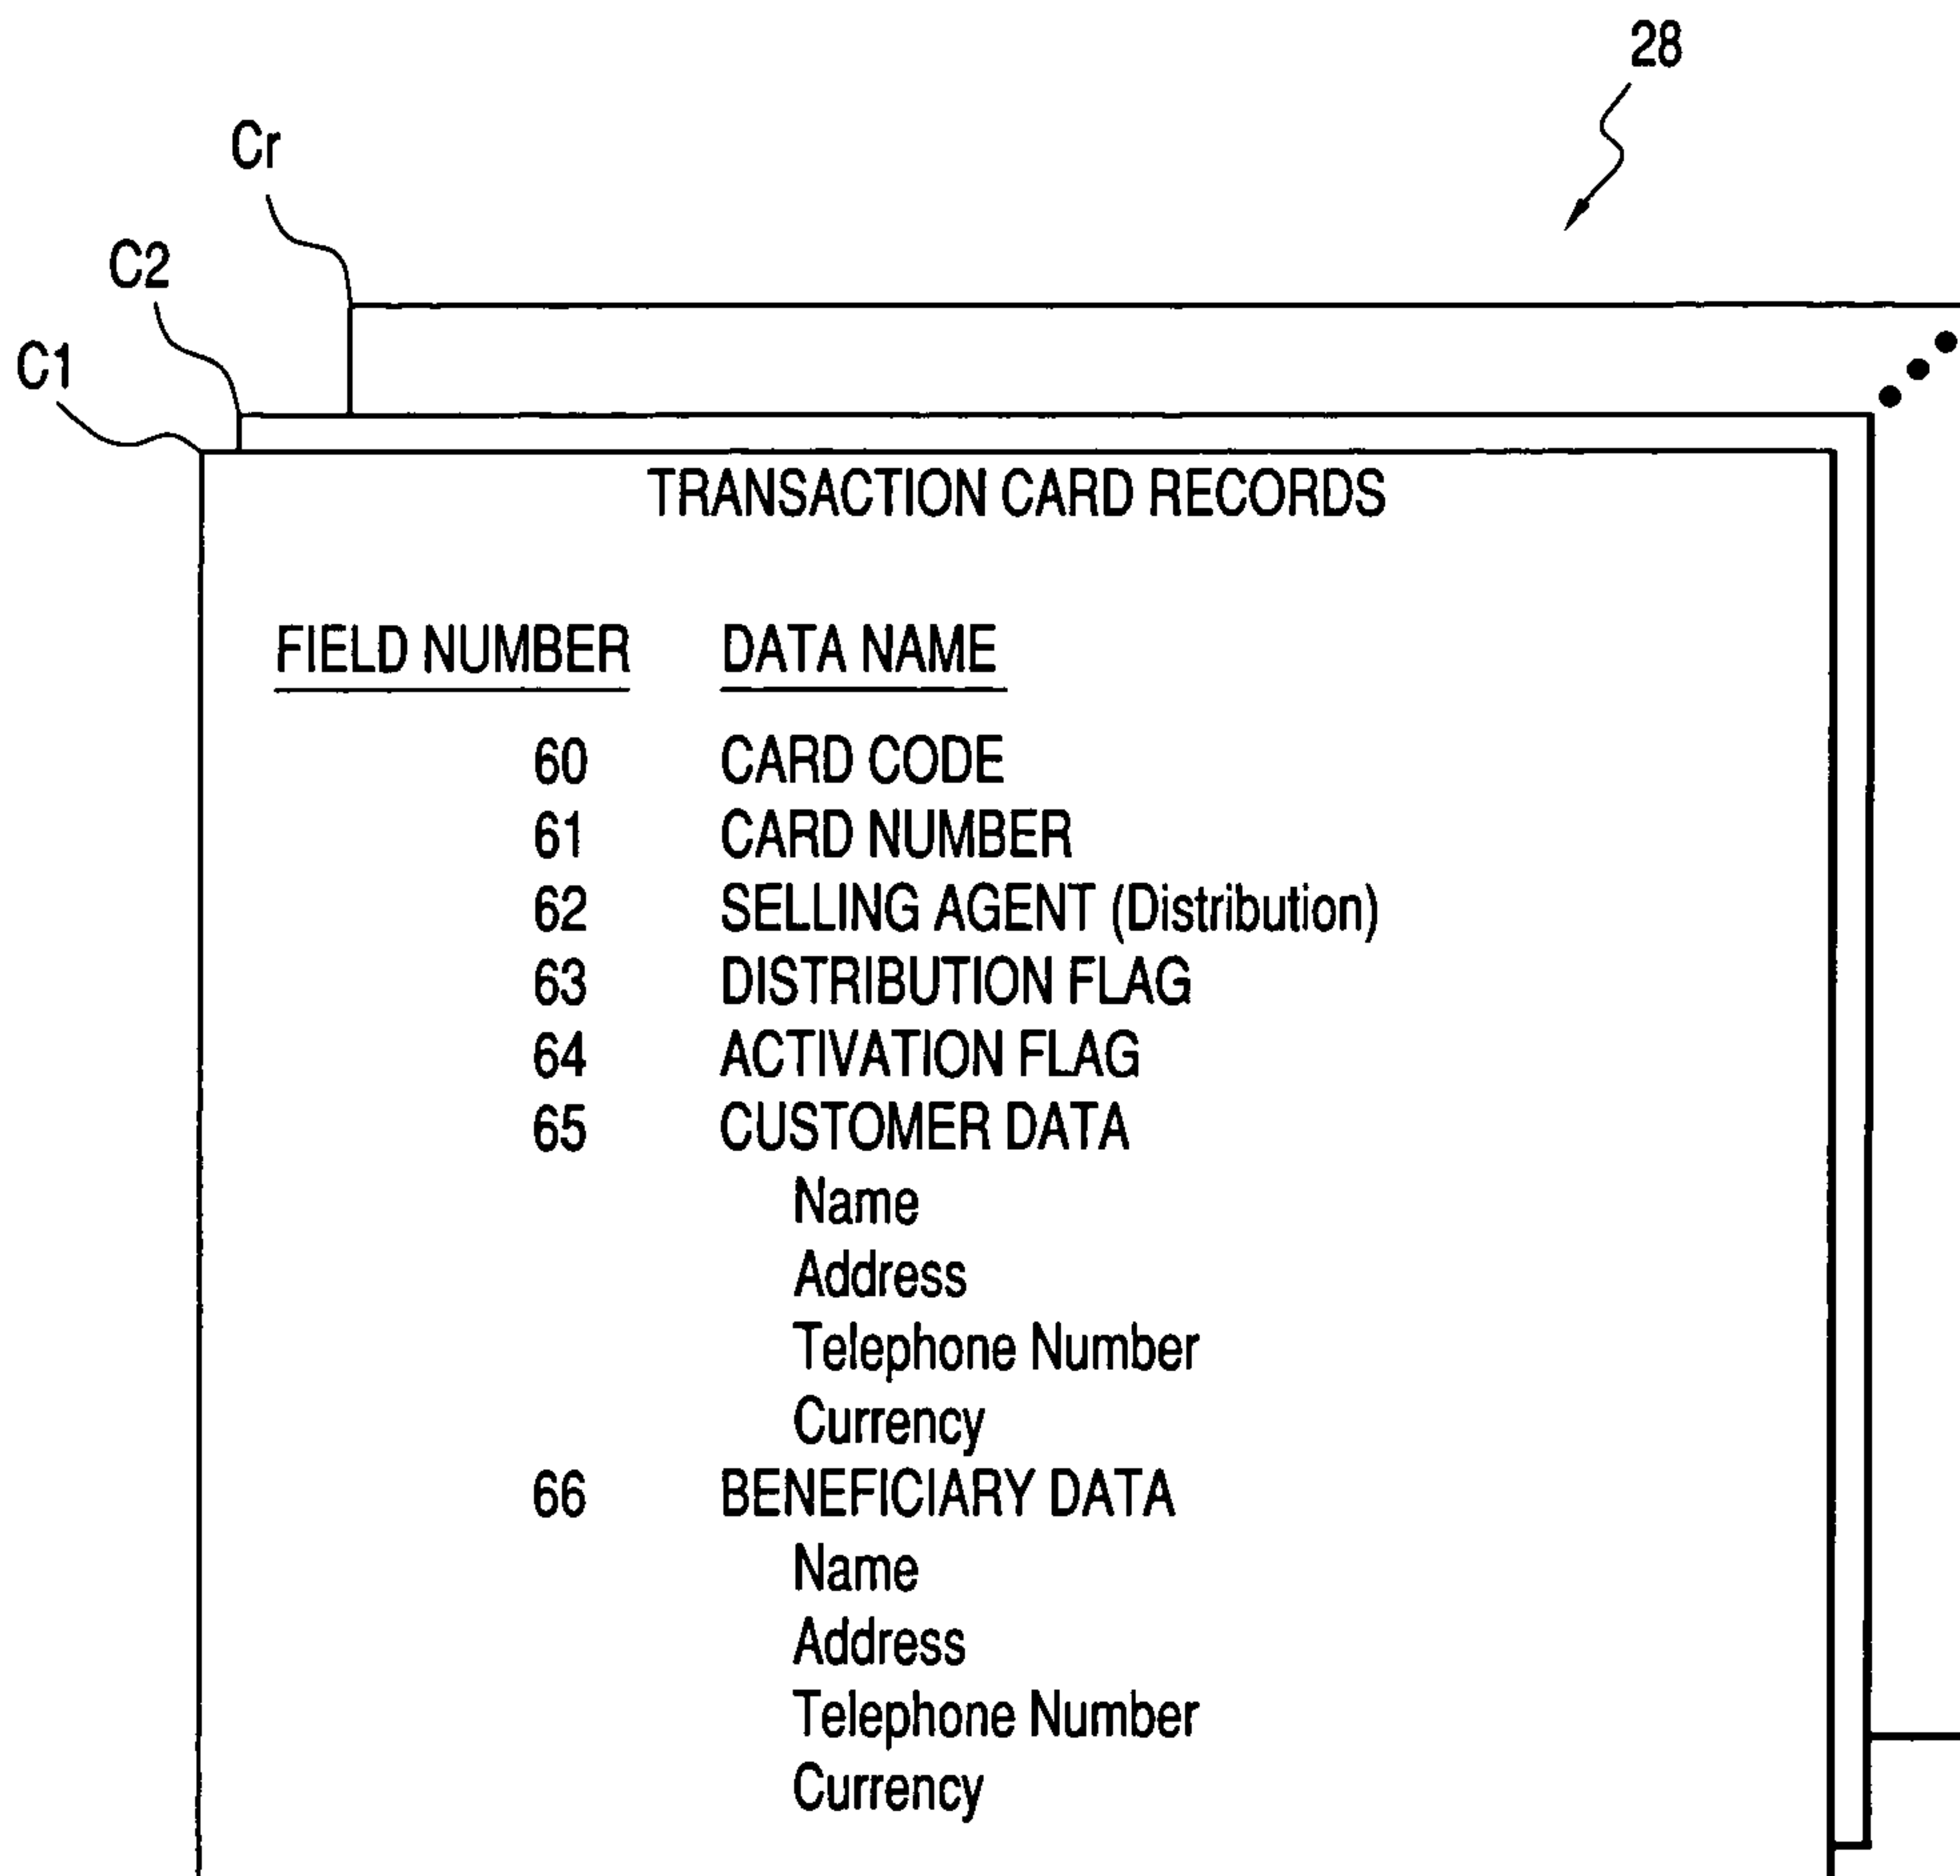 28
Cr
C2
C1
TRANSACTION CARD RECORDS
FIELD NUMBER DATA NAME
60 CARD CODE
61 CARD NUMBER
62 SELLING AGENT (Distribution)
63 DISTRIBUTION FLAG
64 ACTIVATION FLAG
65 CUSTOMER DATA
Name
Address
Telephone Number
Currency
66 BENEFICIARY DATA
Name
Address
Telephone Number
Currency